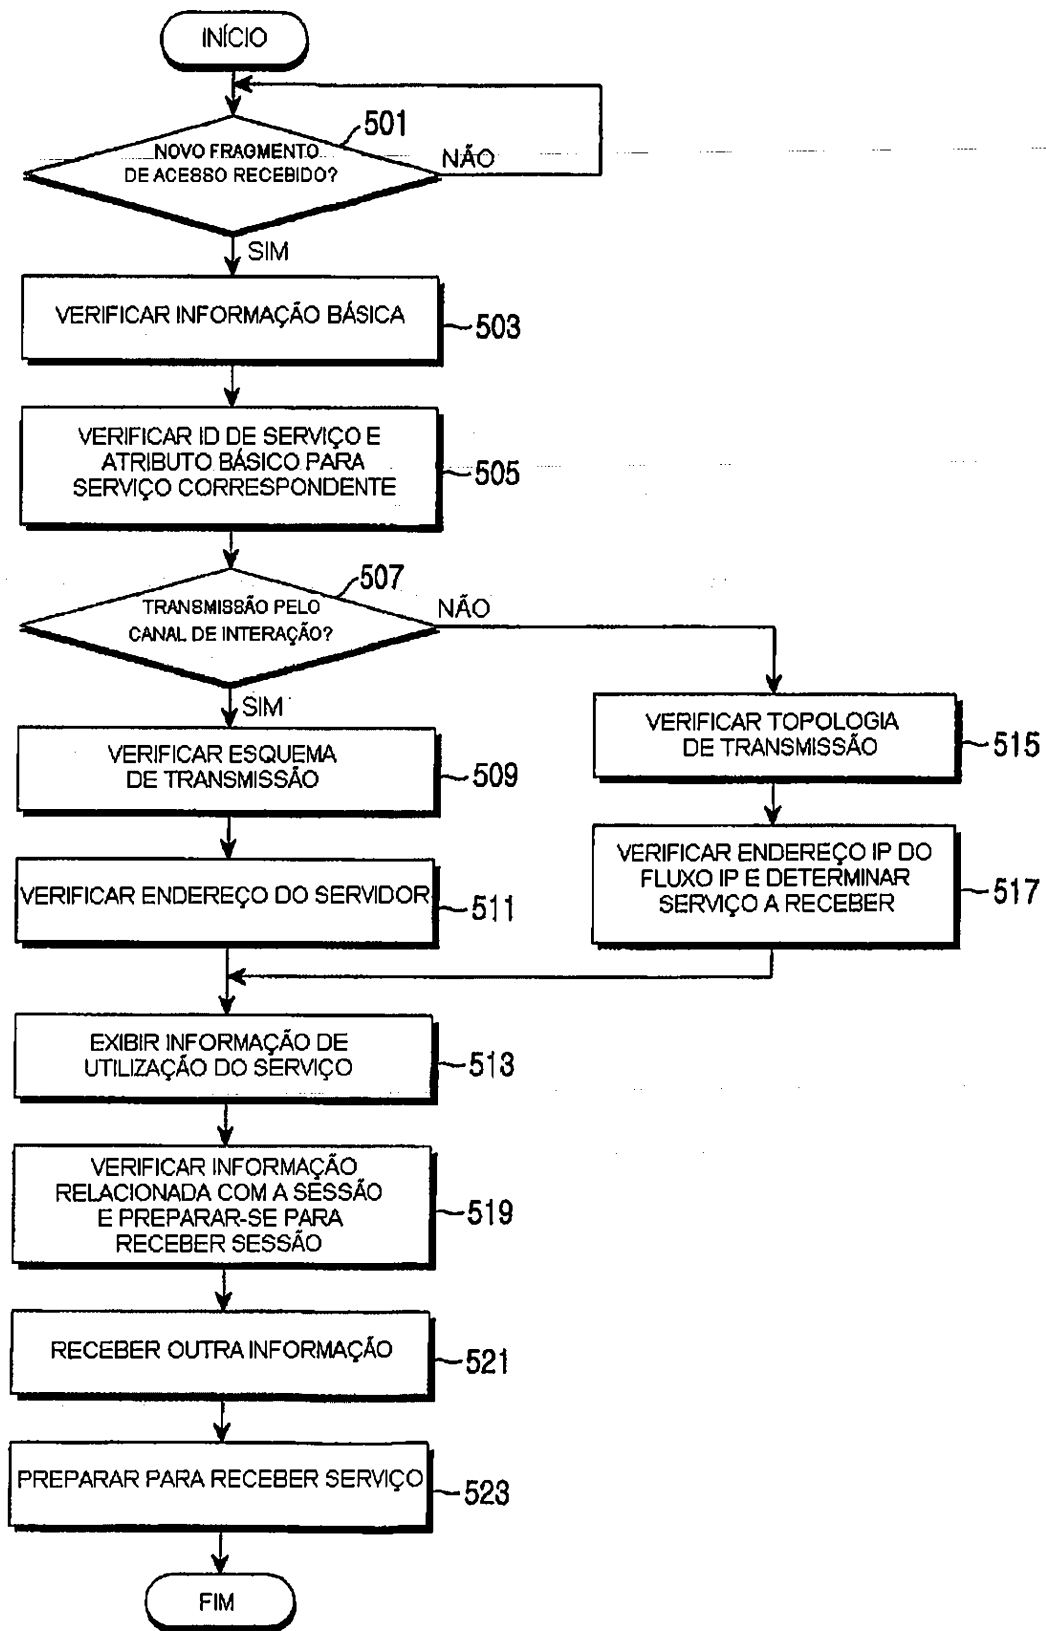 INÍCIO
501
NOVO FRAGMENTO
DE ACESSO RECEBIDO?
NÃO
SIM
VERIFICAR INFORMAÇÃO BÁSICA
503
VERIFICAR ID DE SERVIÇO E
ATRIBUTO BÁSICO PARA
SERVIÇO CORRESPONDENTE
505
507
TRANSMISSÃO PELO
CANAL DE INTERAÇÃO?
NÃO
SIM
VERIFICAR ESQUEMA
DE TRANSMISSÃO
509
VERIFICAR TOPOLOGIA
DE TRANSMISSÃO
515
VERIFICAR ENDEREÇO DO SERVIDOR
511
VERIFICAR ENDEREÇO IP DO
FLUXO IP E DETERMINAR
SERVIÇO A RECEBER
517
EXIBIR INFORMAÇÃO DE
UTILIZAÇÃO DO SERVIÇO
513
VERIFICAR INFORMAÇÃO
RELACIONADA COM A SESSÃO
E PREPARAR-SE PARA
RECEBER SESSÃO
519
RECEBER OUTRA INFORMAÇÃO
521
PREPARAR PARA RECEBER SERVIÇO
523
FIM